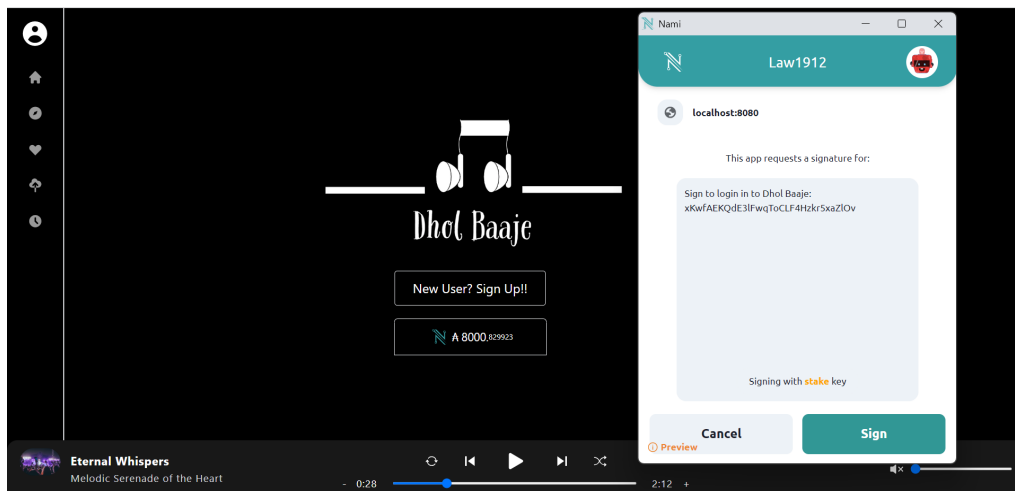 Nami
Law1912
localhost:8080
This app requests a signature for:
Sign to login in to Dhol Baaje:
xKwfAEKQdE3lFwqToCLF4Hzkr5xaZlOv
Signing with stake key
Cancel
Sign
Preview
Dhol Baaje
New User? Sign Up!!
₳ 8000.829923
Eternal Whispers
Melodic Serenade of the Heart
- 0:28
2:12 +